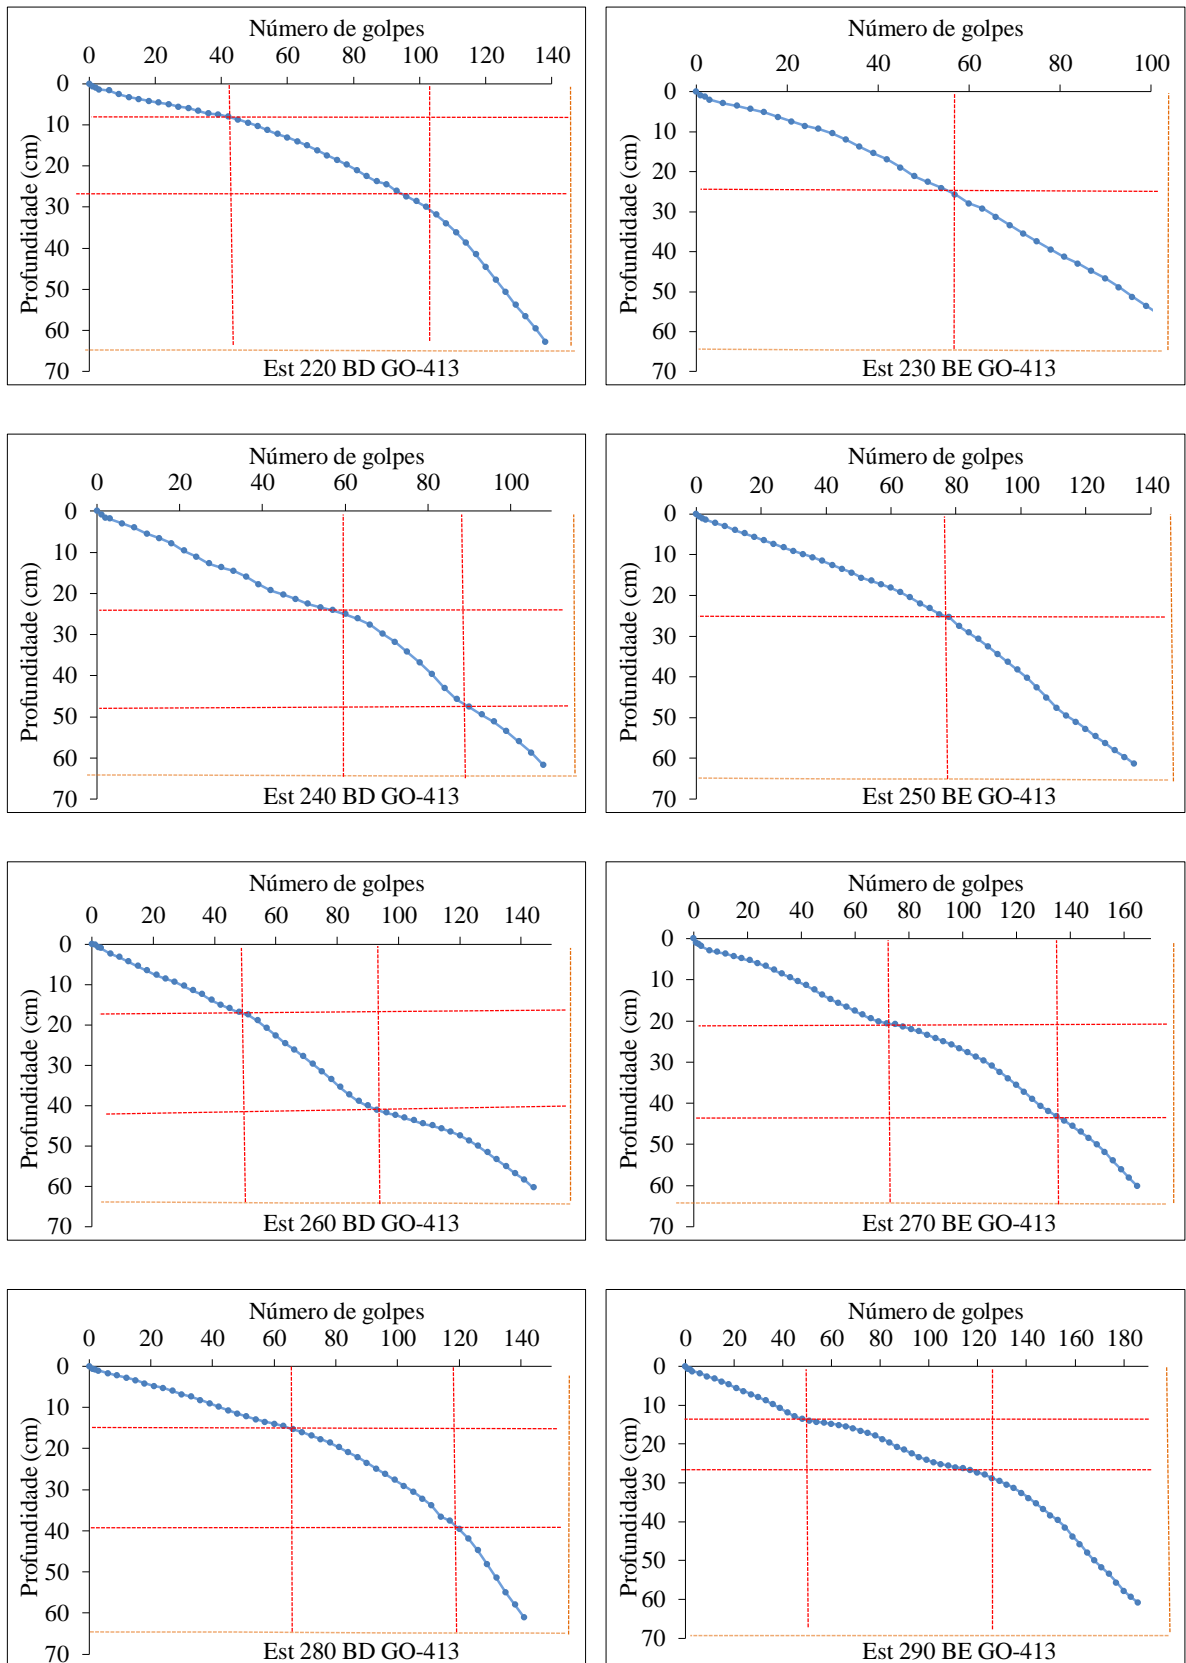 Número de golpes
0 20 40 60 80 100 120 140
Profundidade (cm)
0
10
20
30
40
50
60
70
Est 220 BD GO-413
Número de golpes
0 20 40 60 80 100
Profundidade (cm)
0
10
20
30
40
50
60
70
Est 230 BE GO-413
Número de golpes
0 20 40 60 80 100
Profundidade (cm)
0
10
20
30
40
50
60
70
Est 240 BD GO-413
Número de golpes
0 20 40 60 80 100 120 140
Profundidade (cm)
0
10
20
30
40
50
60
70
Est 250 BE GO-413
Número de golpes
0 20 40 60 80 100 120 140
Profundidade (cm)
0
10
20
30
40
50
60
70
Est 260 BD GO-413
Número de golpes
0 20 40 60 80 100 120 140 160
Profundidade (cm)
0
10
20
30
40
50
60
70
Est 270 BE GO-413
Número de golpes
0 20 40 60 80 100 120 140
Profundidade (cm)
0
10
20
30
40
50
60
70
Est 280 BD GO-413
Número de golpes
0 20 40 60 80 100 120 140 160 180
Profundidade (cm)
0
10
20
30
40
50
60
70
Est 290 BE GO-413